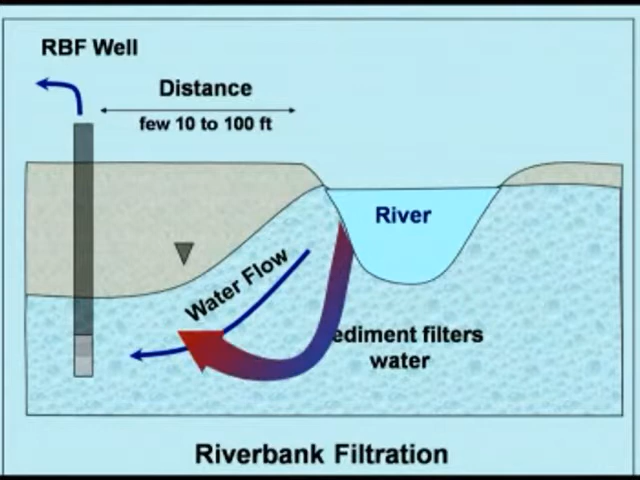 RBF Well
Distance
few 10 to 100 ft
River
Water Flow
ediment filters
water
Riverbank Filtration